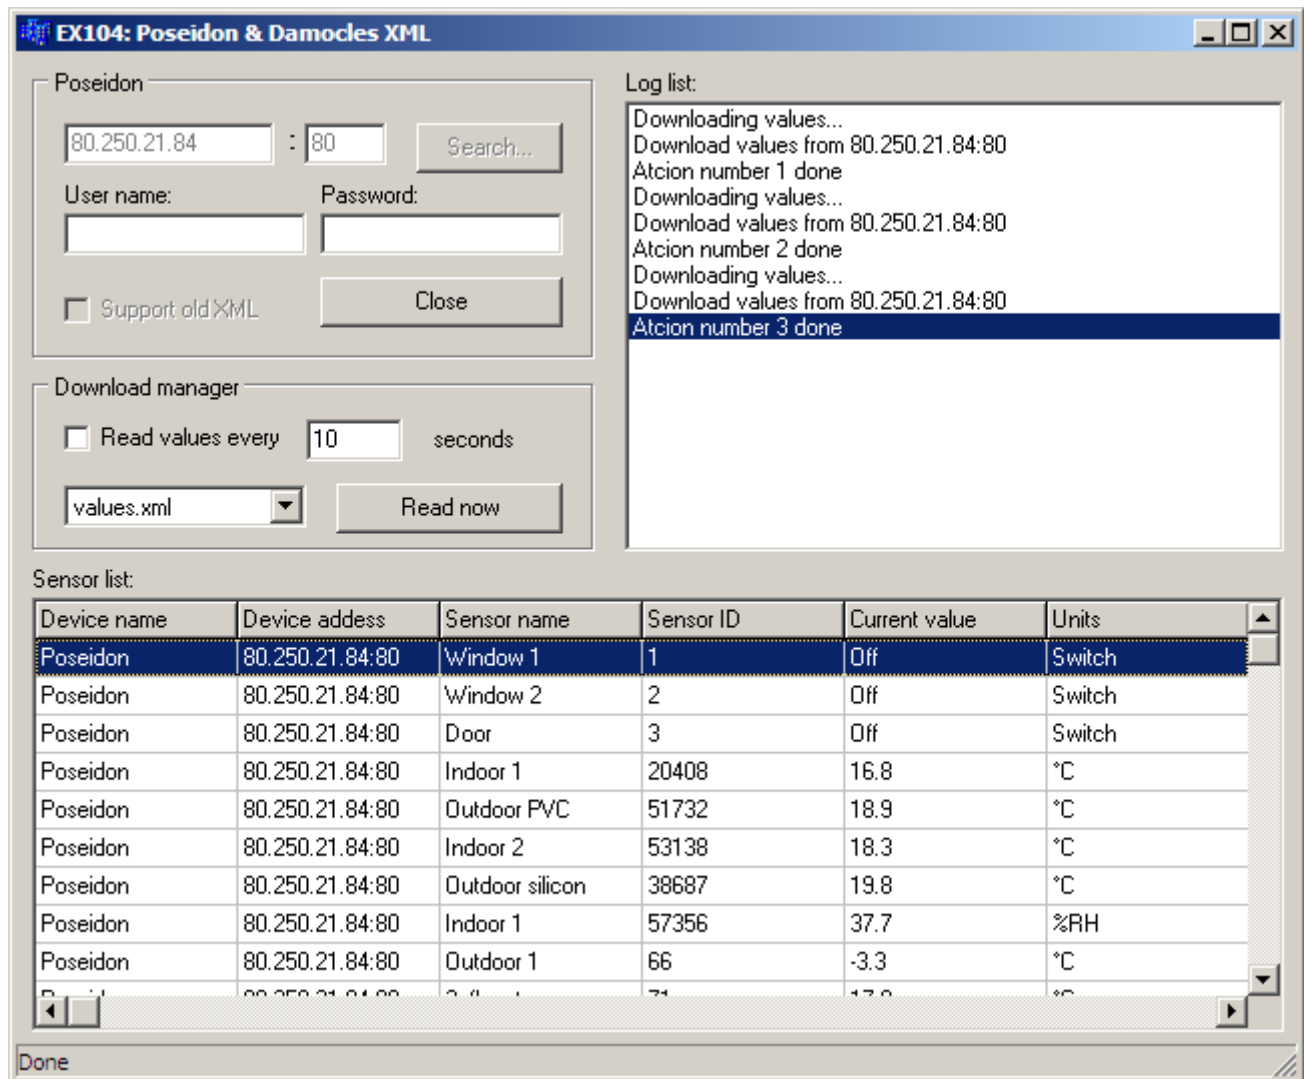 EX104: Poseidon & Damocles XML
Poseidon
80.250.21.84 : 80 Search...
User name: Password:
Support old XML Close
Download manager
Read values every 10 seconds
values.xml Read now
Log list:
Downloading values...
Download values from 80.250.21.84:80
Atcion number 1 done
Downloading values...
Download values from 80.250.21.84:80
Atcion number 2 done
Downloading values...
Download values from 80.250.21.84:80
Atcion number 3 done
Sensor list:
Device name Device addess Sensor name Sensor ID Current value Units
Poseidon 80.250.21.84:80 Window 1 1 Off Switch
Poseidon 80.250.21.84:80 Window 2 2 Off Switch
Poseidon 80.250.21.84:80 Door 3 Off Switch
Poseidon 80.250.21.84:80 Indoor 1 20408 16.8 °C
Poseidon 80.250.21.84:80 Outdoor PVC 51732 18.9 °C
Poseidon 80.250.21.84:80 Indoor 2 53138 18.3 °C
Poseidon 80.250.21.84:80 Outdoor silicon 38687 19.8 °C
Poseidon 80.250.21.84:80 Indoor 1 57356 37.7 %RH
Poseidon 80.250.21.84:80 Outdoor 1 66 -3.3 °C
Done